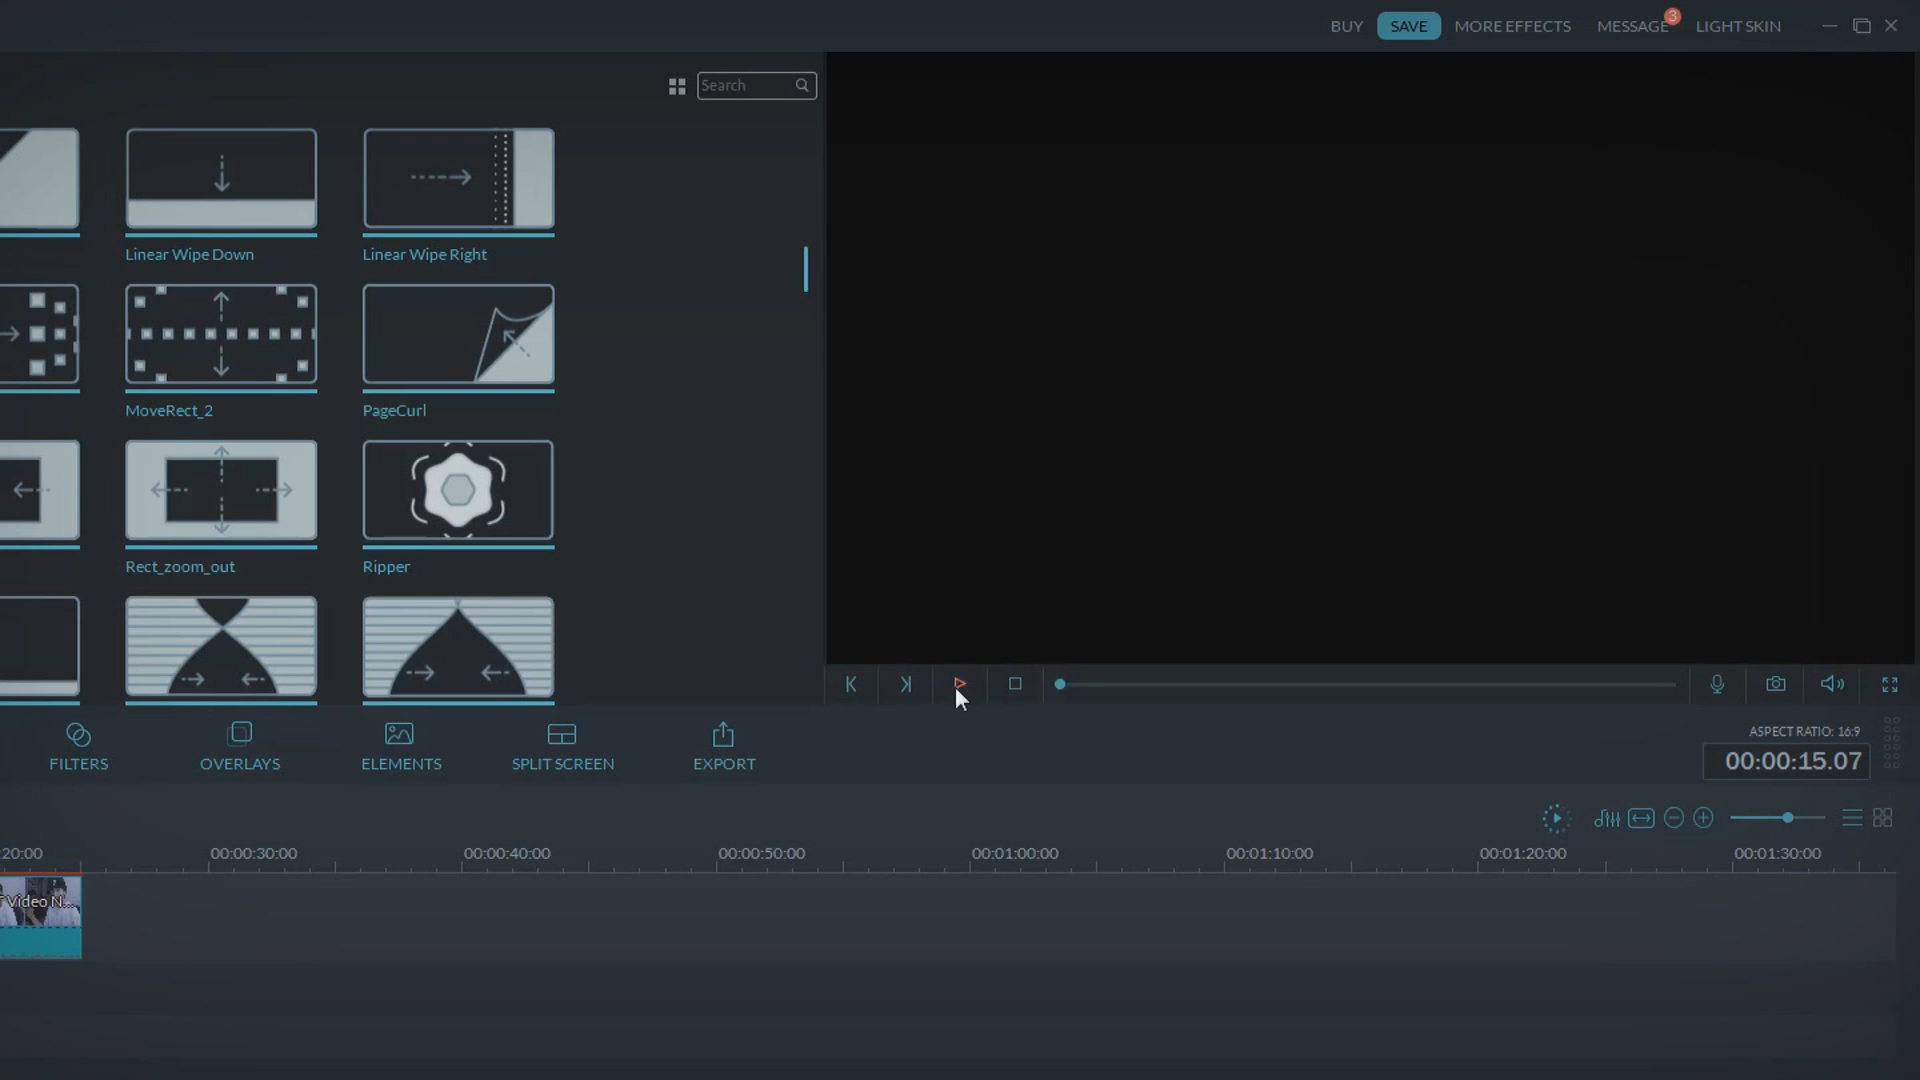 BUY SAVE MORE EFFECTS MESSAGE 3 LIGHT SKIN
Search
Linear Wipe Down
Linear Wipe Right
MoveRect_2
PageCurl
Rect_zoom_out
Ripper
FILTERS
OVERLAYS
ELEMENTS
SPLIT SCREEN
EXPORT
ASPECT RATIO: 16:9
00:00:15.07
:20:00 00:00:30:00 00:00:40:00 00:00:50:00 00:01:00:00 00:01:10:00 00:01:20:00 00:01:30:00
Video N...